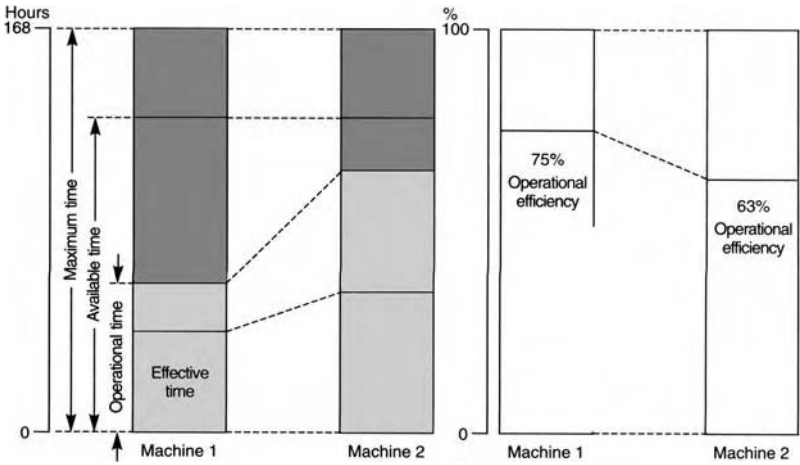 Hours
168
Maximum time
Available time
Operational time
Effective
time
0
Machine 1
Machine 2
%
100
75%
Operational
efficiency
63%
Operational
efficiency
0
Machine 1
Machine 2